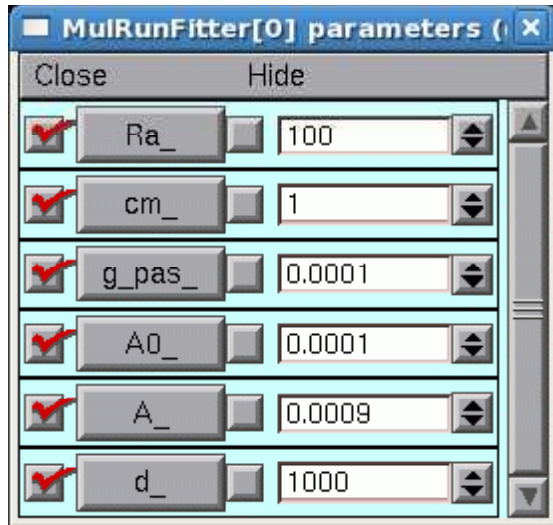 MulRunFitter[0] parameters (
Close Hide
Ra_ 100
cm_ 1
g_pas_ 0.0001
A0_ 0.0001
A_ 0.0009
d_ 1000